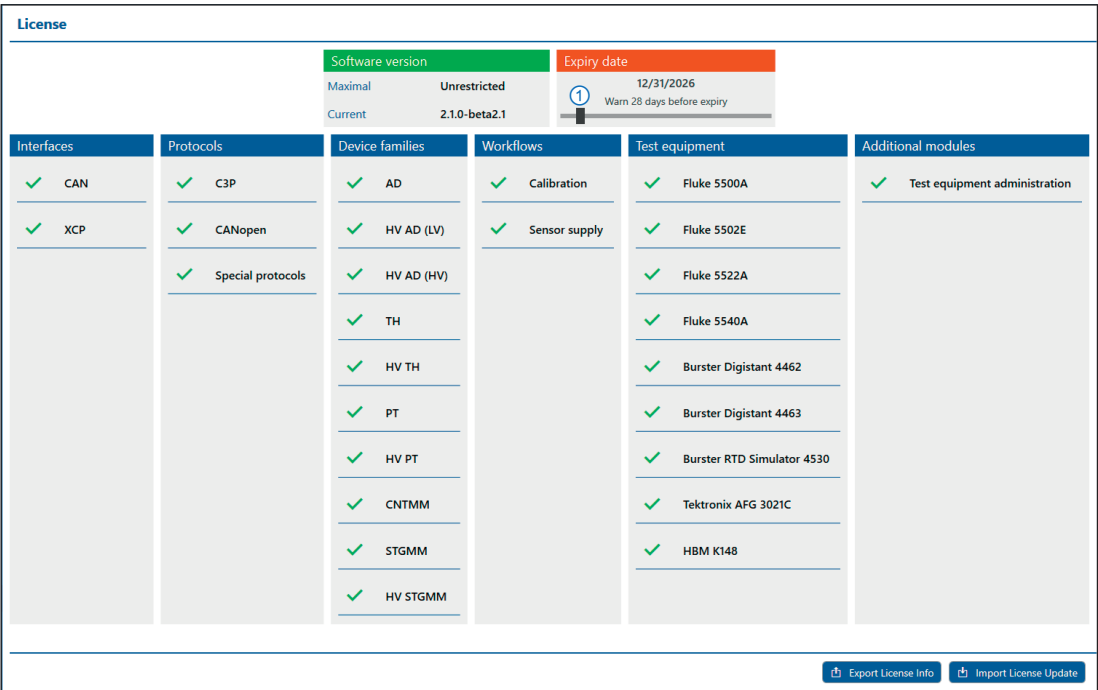 License
Software version
Maximal Unrestricted
Current 2.1.0-beta2.1
Expiry date
12/31/2026
1 Warn 28 days before expiry
Interfaces
CAN
XCP
Protocols
C3P
CANopen
Special protocols
Device families
AD
HV AD (LV)
HV AD (HV)
TH
HV TH
PT
HV PT
CNTMM
STGMM
HV STGMM
Workflows
Calibration
Sensor supply
Test equipment
Fluke 5500A
Fluke 5502E
Fluke 5522A
Fluke 5540A
Burster Digistant 4462
Burster Digistant 4463
Burster RTD Simulator 4530
Tektronix AFG 3021C
HBM K148
Additional modules
Test equipment administration
Export License Info
Import License Update